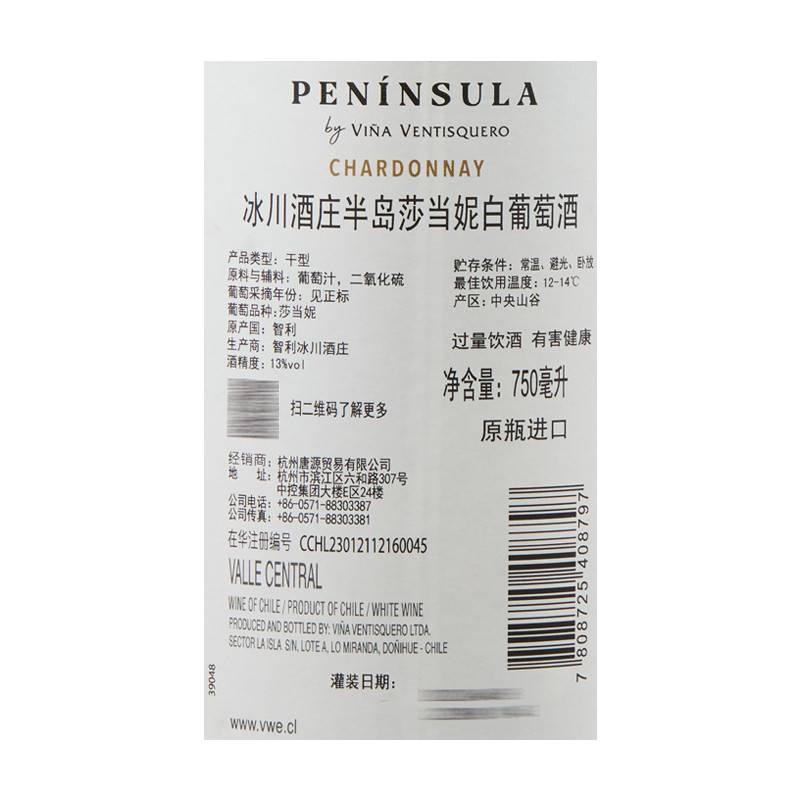 PENÍNSULA
by VIÑA VENTISQUERO
CHARDONNAY
冰川酒庄半岛莎当妮白葡萄酒
产品类型：干型
原料与辅料：葡萄汁，二氧化硫
葡萄采摘年份：见正标
葡萄品种：莎当妮
原产国：智利
生产商：智利冰川酒庄
酒精度：13%vol
贮存条件：常温、避光、卧放
最佳饮用温度：12-14℃
产区：中央山谷
过量饮酒 有害健康
净含量：750毫升
原瓶进口
扫二维码了解更多
经销商：杭州唐源贸易有限公司
地 址：杭州市滨江区六和路307号
中控集团大楼E区24楼
公司电话：+86-0571-88303387
公司传真：+86-0571-88303381
在华注册编号 CCHL23012112160045
VALLE CENTRAL
WINE OF CHILE / PRODUCT OF CHILE / WHITE WINE
PRODUCED AND BOTTLED BY: VIÑA VENTISQUERO LTDA.
SECTOR LA ISLA S/N, LOTE A, LO MIRANDA, DOÑIHUE - CHILE
灌装日期：
39048
www.vwe.cl
7 808725 408797